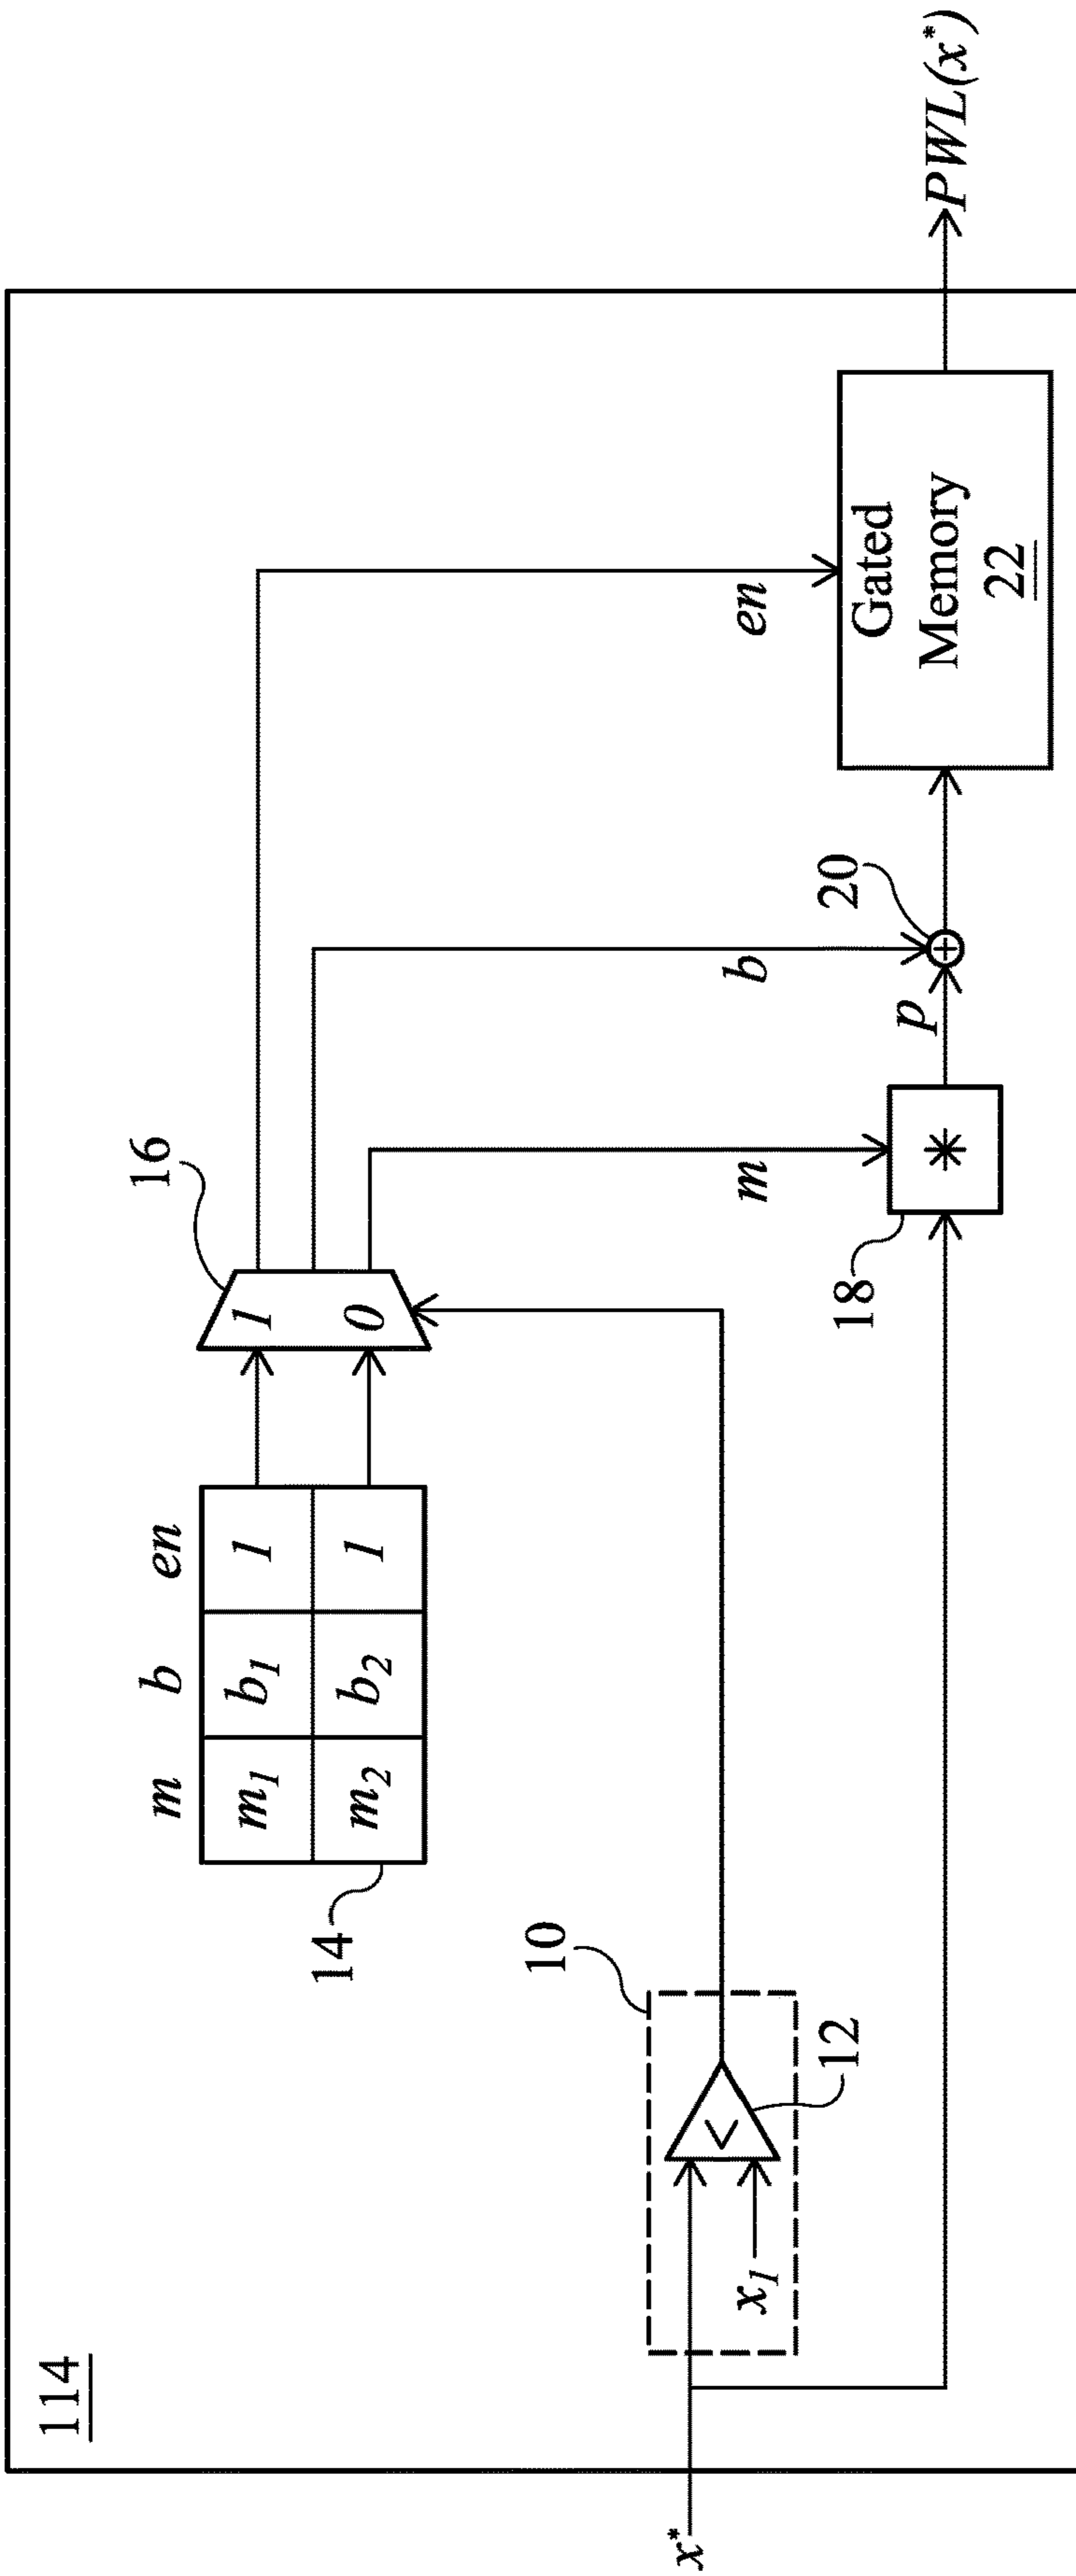 114
16
m b en
m₁ b₁ 1
m₂ b₂ 1
1
0
14
10
<
x₁
12
x*
m
b
en
18
*
p
+
20
Gated
Memory
22
PWL(x*)